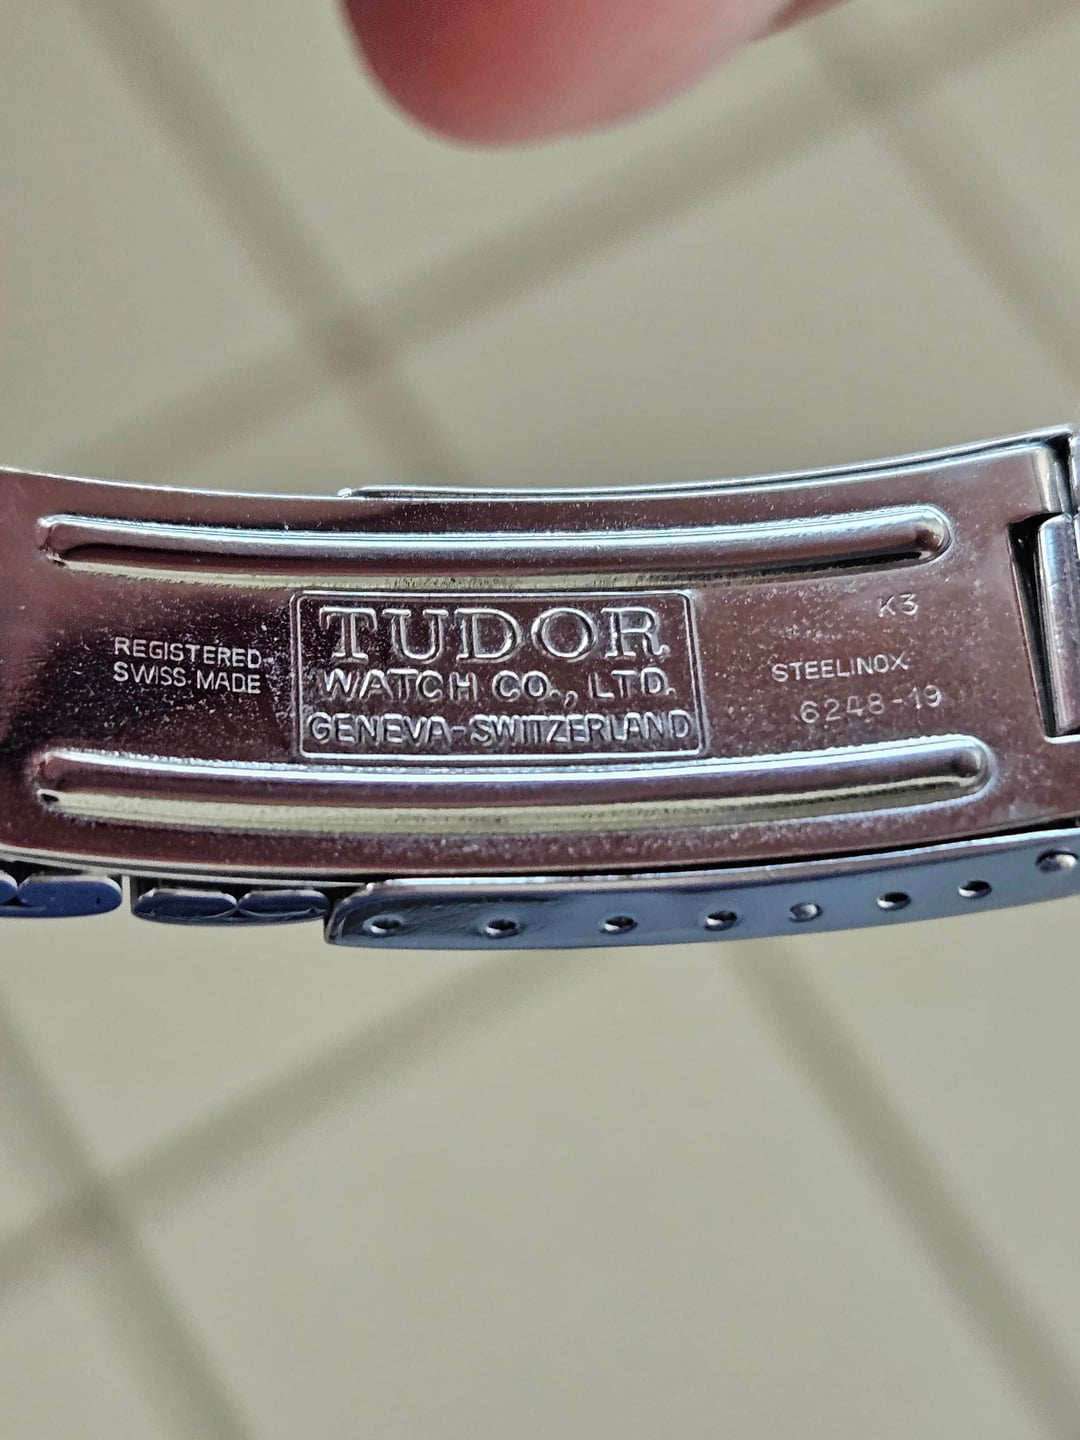 REGISTERED
SWISS MADE
TUDOR
WATCH CO., LTD.
GENEVA-SWITZERLAND
K3
STEELINOX
6248-19